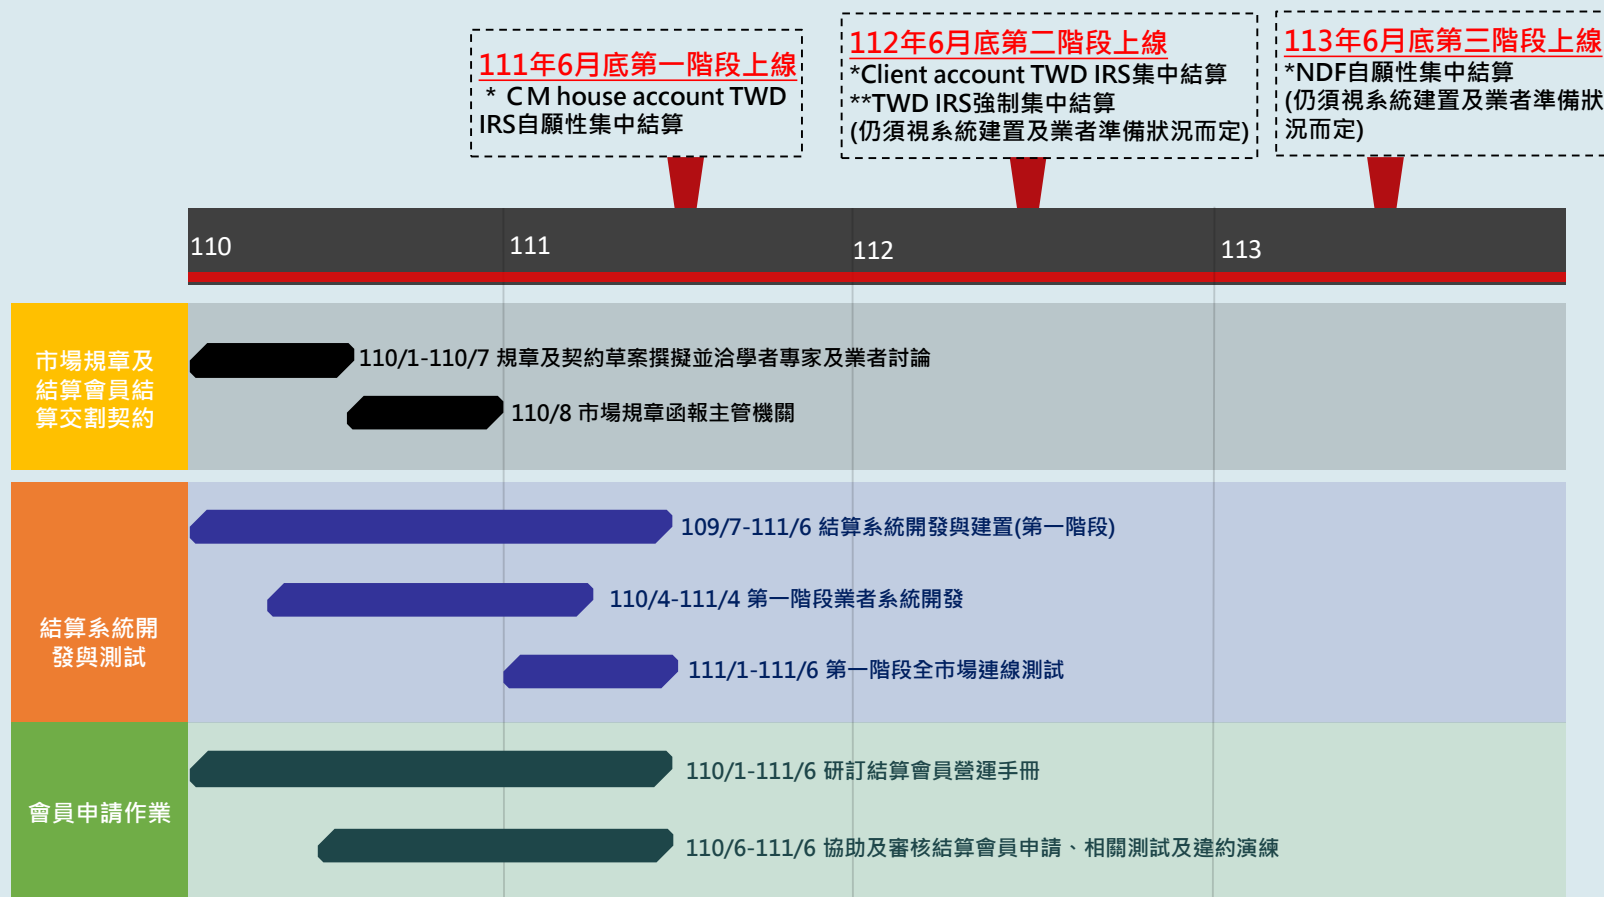 111年6月底第一階段上線
* CM house account TWD
IRS自願性集中結算
112年6月底第二階段上線
*Client account TWD IRS集中結算
**TWD IRS強制集中結算
(仍須視系統建置及業者準備狀況而定)
113年6月底第三階段上線
*NDF自願性集中結算
(仍須視系統建置及業者準備狀
況而定)
110
111
112
113
市場規章及
結算會員結
算交割契約
110/1-110/7 規章及契約草案撰擬並洽學者專家及業者討論
110/8 市場規章函報主管機關
結算系統開
發與測試
109/7-111/6 結算系統開發與建置(第一階段)
110/4-111/4 第一階段業者系統開發
111/1-111/6 第一階段全市場連線測試
會員申請作業
110/1-111/6 研訂結算會員營運手冊
110/6-111/6 協助及審核結算會員申請、相關測試及違約演練